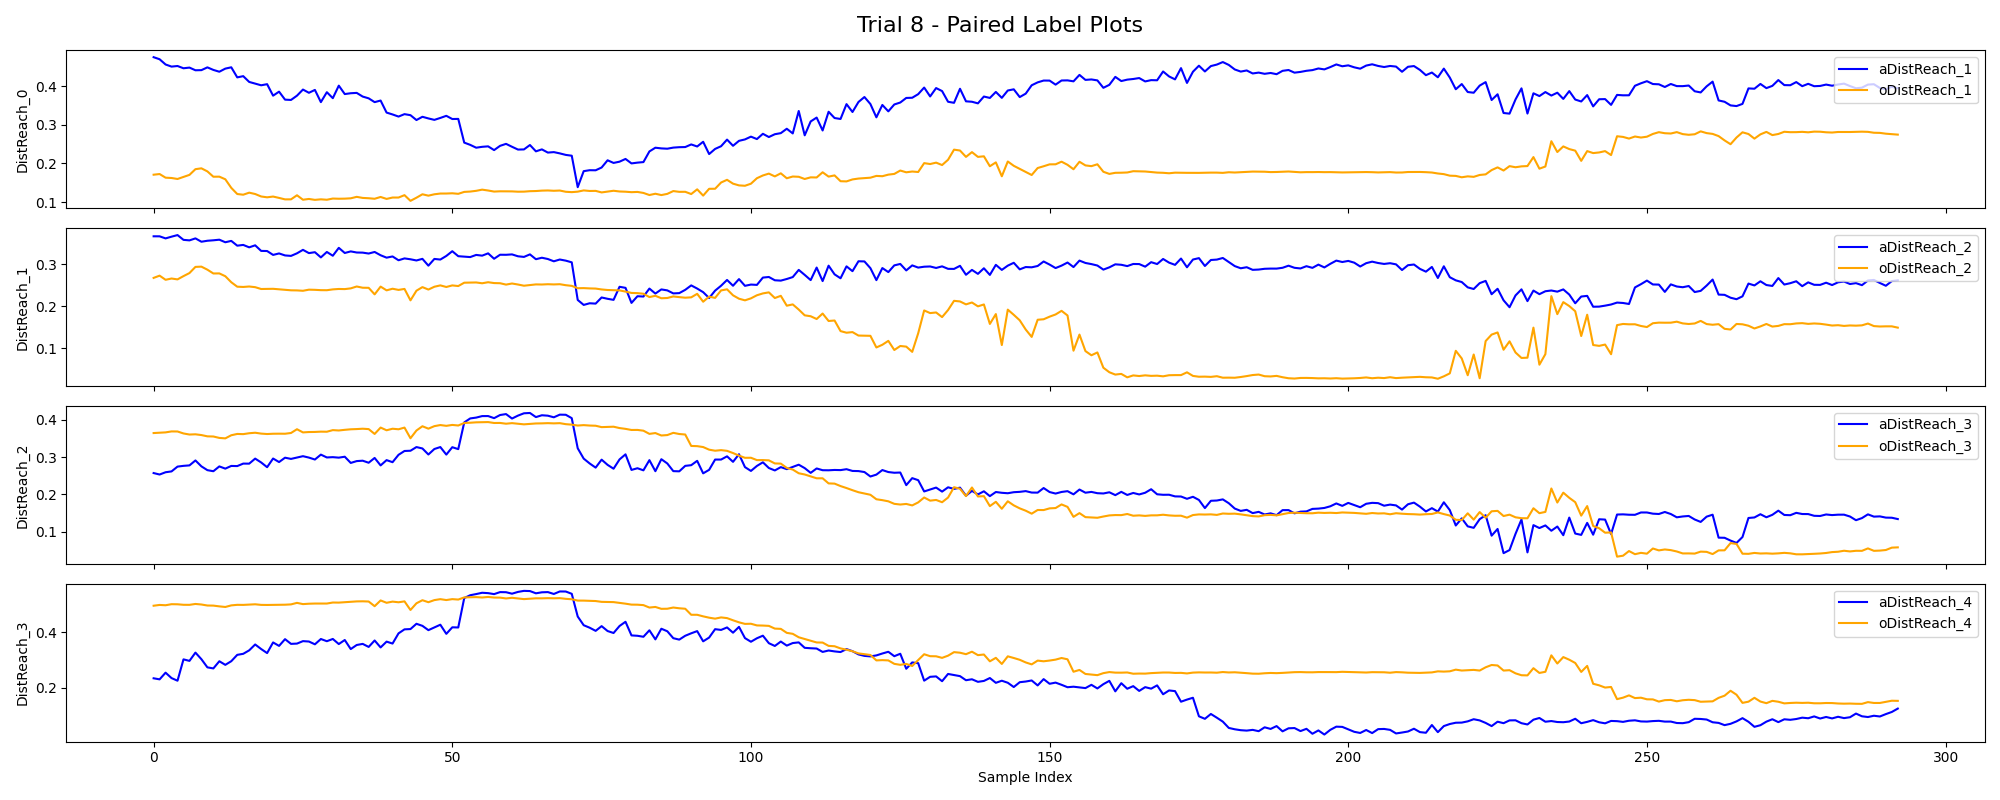 Trial 8 - Paired Label Plots
DistReach_0
0.4
0.3
0.2
0.1
aDistReach_1
oDistReach_1
DistReach_1
0.3
0.2
0.1
aDistReach_2
oDistReach_2
DistReach_2
0.4
0.3
0.2
0.1
aDistReach_3
oDistReach_3
DistReach_3
0.4
0.2
aDistReach_4
oDistReach_4
0
50
100
150
200
250
300
Sample Index